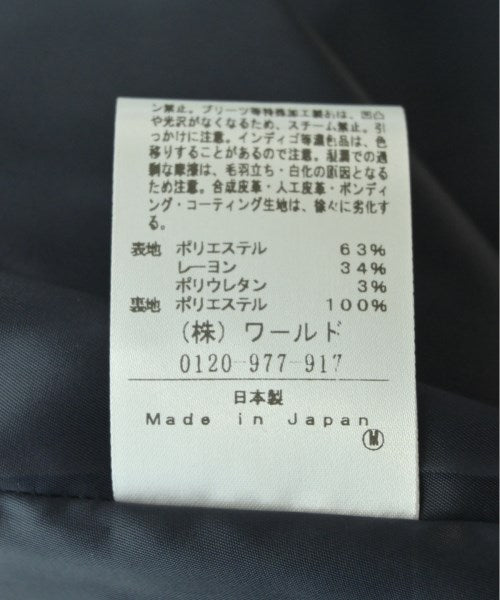 ン禁止。プリーツ等特殊加工製品は、凹凸
や光沢がなくなるため、スチーム禁止。引
っかけに注意。インディゴ等濃色品は、色
移りすることがあるので注意。製濯での過
剰な摩擦は、毛羽立ち・白化の原因となる
ため注意。合成皮革・人工皮革・ボンディ
ング・コーティング生地は、徐々に劣化す
る。
表地 ポリエステル 63%
レーヨン 34%
ポリウレタン 3%
裏地 ポリエステル 100%
(株) ワールド
0120-977-917
日本製
Made in Japan
M